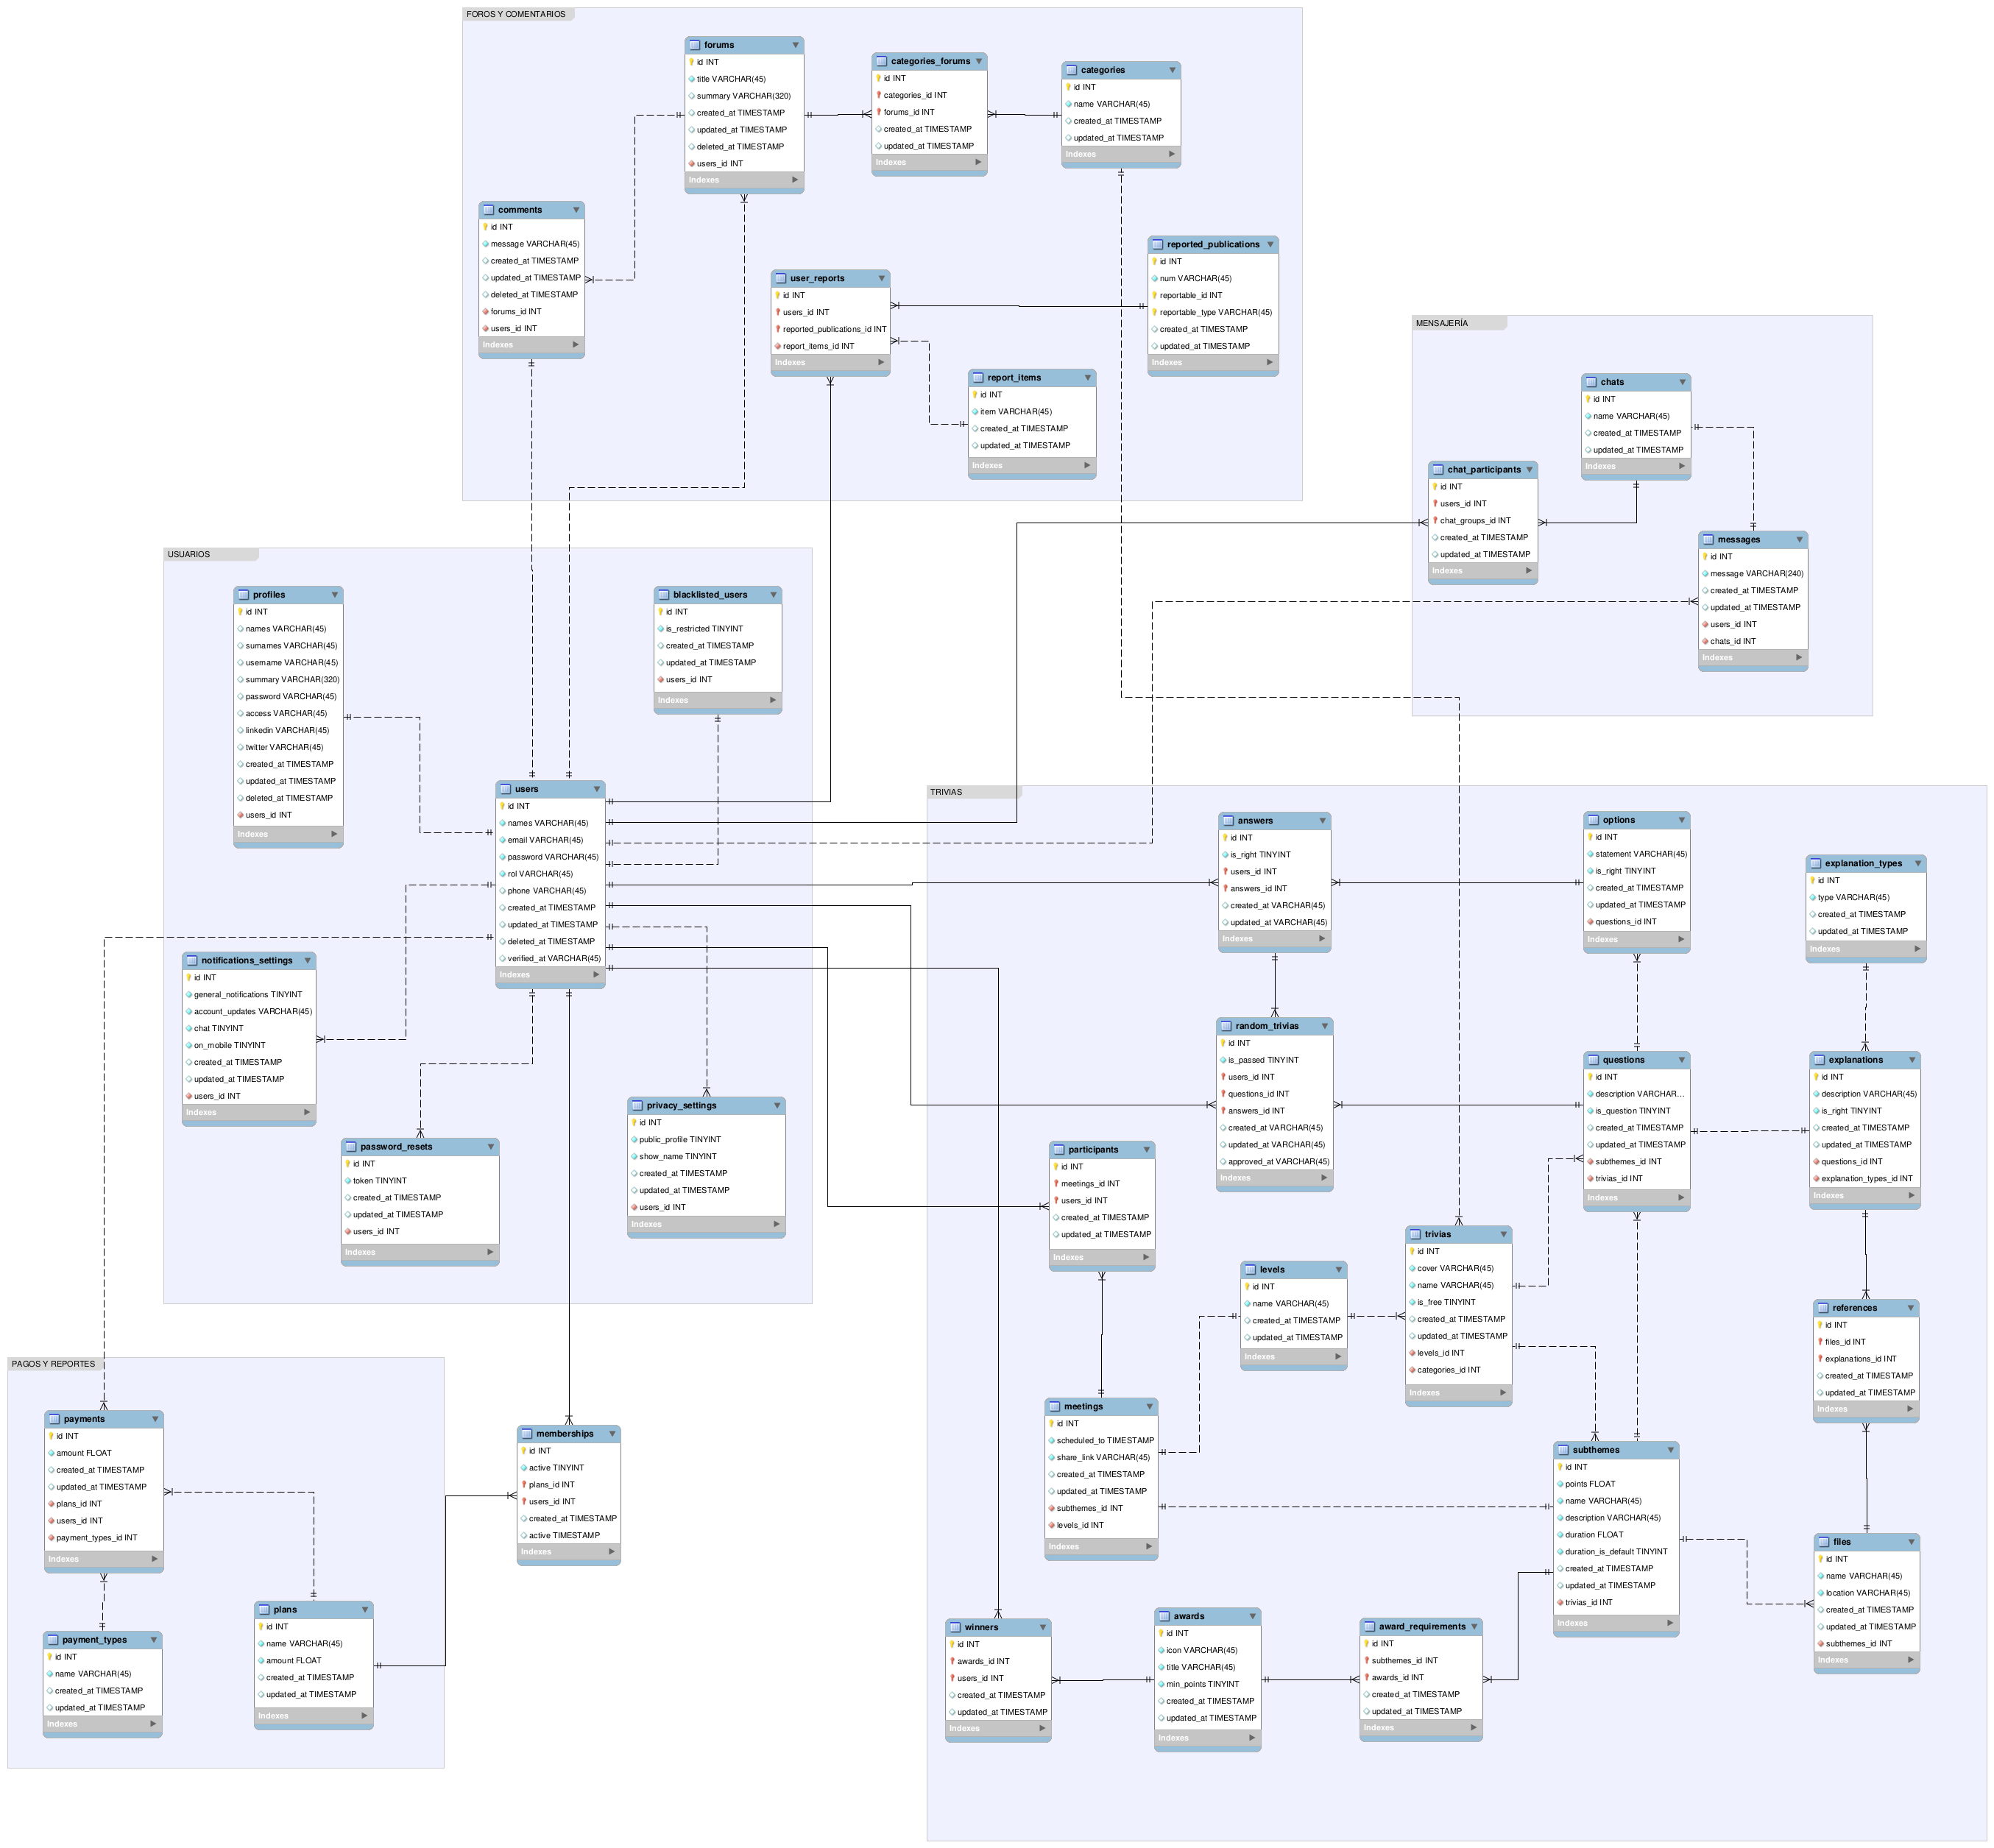 FOROS Y COMENTARIOS
forums
id INT
title VARCHAR(45)
summary VARCHAR(320)
created_at TIMESTAMP
updated_at TIMESTAMP
deleted_at TIMESTAMP
users_id INT
Indexes
categories_forums
id INT
categories_id INT
forums_id INT
created_at TIMESTAMP
updated_at TIMESTAMP
Indexes
categories
id INT
name VARCHAR(45)
created_at TIMESTAMP
updated_at TIMESTAMP
Indexes
comments
id INT
message VARCHAR(45)
created_at TIMESTAMP
updated_at TIMESTAMP
deleted_at TIMESTAMP
forums_id INT
users_id INT
Indexes
user_reports
id INT
users_id INT
reported_publications_id INT
report_items_id INT
Indexes
reported_publications
id INT
num VARCHAR(45)
reportable_id INT
reportable_type VARCHAR(45)
created_at TIMESTAMP
updated_at TIMESTAMP
Indexes
report_items
id INT
item VARCHAR(45)
created_at TIMESTAMP
updated_at TIMESTAMP
Indexes
MENSAJERÍA
chats
id INT
name VARCHAR(45)
created_at TIMESTAMP
updated_at TIMESTAMP
Indexes
chat_participants
id INT
users_id INT
chat_groups_id INT
created_at TIMESTAMP
updated_at TIMESTAMP
Indexes
messages
id INT
message VARCHAR(240)
created_at TIMESTAMP
updated_at TIMESTAMP
users_id INT
chats_id INT
Indexes
USUARIOS
profiles
id INT
names VARCHAR(45)
surnames VARCHAR(45)
username VARCHAR(45)
summary VARCHAR(320)
password VARCHAR(45)
access VARCHAR(45)
linkedin VARCHAR(45)
twitter VARCHAR(45)
created_at TIMESTAMP
updated_at TIMESTAMP
deleted_at TIMESTAMP
users_id INT
Indexes
blacklisted_users
id INT
is_restricted TINYINT
created_at TIMESTAMP
updated_at TIMESTAMP
users_id INT
Indexes
users
id INT
names VARCHAR(45)
email VARCHAR(45)
password VARCHAR(45)
rol VARCHAR(45)
phone VARCHAR(45)
created_at TIMESTAMP
updated_at TIMESTAMP
deleted_at TIMESTAMP
verified_at VARCHAR(45)
Indexes
notifications_settings
id INT
general_notifications TINYINT
account_updates VARCHAR(45)
chat TINYINT
on_mobile TINYINT
created_at TIMESTAMP
updated_at TIMESTAMP
users_id INT
Indexes
password_resets
id INT
token TINYINT
created_at TIMESTAMP
updated_at TIMESTAMP
users_id INT
Indexes
privacy_settings
id INT
public_profile TINYINT
show_name TINYINT
created_at TIMESTAMP
updated_at TIMESTAMP
users_id INT
Indexes
TRIVIAS
answers
id INT
is_right TINYINT
users_id INT
answers_id INT
created_at VARCHAR(45)
updated_at VARCHAR(45)
Indexes
options
id INT
statement VARCHAR(45)
is_right TINYINT
created_at TIMESTAMP
updated_at TIMESTAMP
questions_id INT
Indexes
explanation_types
id INT
type VARCHAR(45)
created_at TIMESTAMP
updated_at TIMESTAMP
Indexes
random_trivias
id INT
is_passed TINYINT
users_id INT
questions_id INT
answers_id INT
created_at VARCHAR(45)
updated_at VARCHAR(45)
approved_at VARCHAR(45)
Indexes
questions
id INT
description VARCHAR...
is_question TINYINT
created_at TIMESTAMP
updated_at TIMESTAMP
subthemes_id INT
trivias_id INT
Indexes
explanations
id INT
description VARCHAR(45)
is_right TINYINT
created_at TIMESTAMP
updated_at TIMESTAMP
questions_id INT
explanation_types_id INT
Indexes
participants
id INT
meetings_id INT
users_id INT
created_at TIMESTAMP
updated_at TIMESTAMP
Indexes
levels
id INT
name VARCHAR(45)
created_at TIMESTAMP
updated_at TIMESTAMP
Indexes
trivias
id INT
cover VARCHAR(45)
name VARCHAR(45)
is_free TINYINT
created_at TIMESTAMP
updated_at TIMESTAMP
levels_id INT
categories_id INT
Indexes
references
id INT
files_id INT
explanations_id INT
created_at TIMESTAMP
updated_at TIMESTAMP
Indexes
meetings
id INT
scheduled_to TIMESTAMP
share_link VARCHAR(45)
created_at TIMESTAMP
updated_at TIMESTAMP
subthemes_id INT
levels_id INT
Indexes
subthemes
id INT
points FLOAT
name VARCHAR(45)
description VARCHAR(45)
duration FLOAT
duration_is_default TINYINT
created_at TIMESTAMP
updated_at TIMESTAMP
trivias_id INT
Indexes
files
id INT
name VARCHAR(45)
location VARCHAR(45)
created_at TIMESTAMP
updated_at TIMESTAMP
subthemes_id INT
Indexes
winners
id INT
awards_id INT
users_id INT
created_at TIMESTAMP
updated_at TIMESTAMP
Indexes
awards
id INT
icon VARCHAR(45)
title VARCHAR(45)
min_points TINYINT
created_at TIMESTAMP
updated_at TIMESTAMP
Indexes
award_requirements
id INT
subthemes_id INT
awards_id INT
created_at TIMESTAMP
updated_at TIMESTAMP
Indexes
PAGOS Y REPORTES
payments
id INT
amount FLOAT
created_at TIMESTAMP
updated_at TIMESTAMP
plans_id INT
users_id INT
payment_types_id INT
Indexes
payment_types
id INT
name VARCHAR(45)
created_at TIMESTAMP
updated_at TIMESTAMP
Indexes
plans
id INT
name VARCHAR(45)
amount FLOAT
created_at TIMESTAMP
updated_at TIMESTAMP
Indexes
memberships
id INT
active TINYINT
plans_id INT
users_id INT
created_at TIMESTAMP
active TIMESTAMP
Indexes